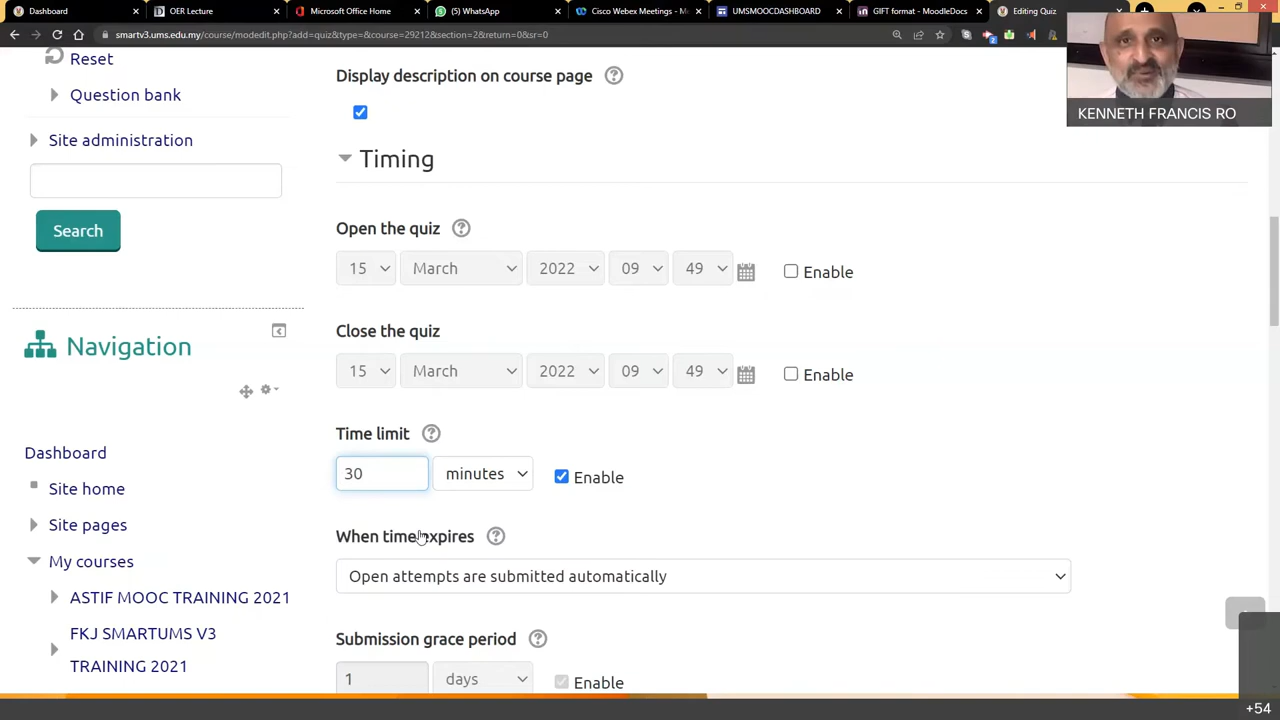 Dashboard
OER Lecture
Microsoft Office Home
(5) WhatsApp
Cisco Webex Meetings - M
UMSMOOCDASHBOARD
GIFT format - MoodleDocs
Editing Quiz
smartv3.ums.edu.my/course/modedit.php?add=quiz&type=&course=29212&section=2&return=0&sr=0
Reset
Question bank
Site administration
Search
Navigation
Dashboard
Site home
Site pages
My courses
ASTIF MOOC TRAINING 2021
FKJ SMARTUMS V3
TRAINING 2021
Display description on course page
Timing
Open the quiz
15 March 2022 09 49 Enable
Close the quiz
15 March 2022 09 49 Enable
Time limit
30 minutes Enable
When time expires
Open attempts are submitted automatically
Submission grace period
1 days Enable
KENNETH FRANCIS RO
+54